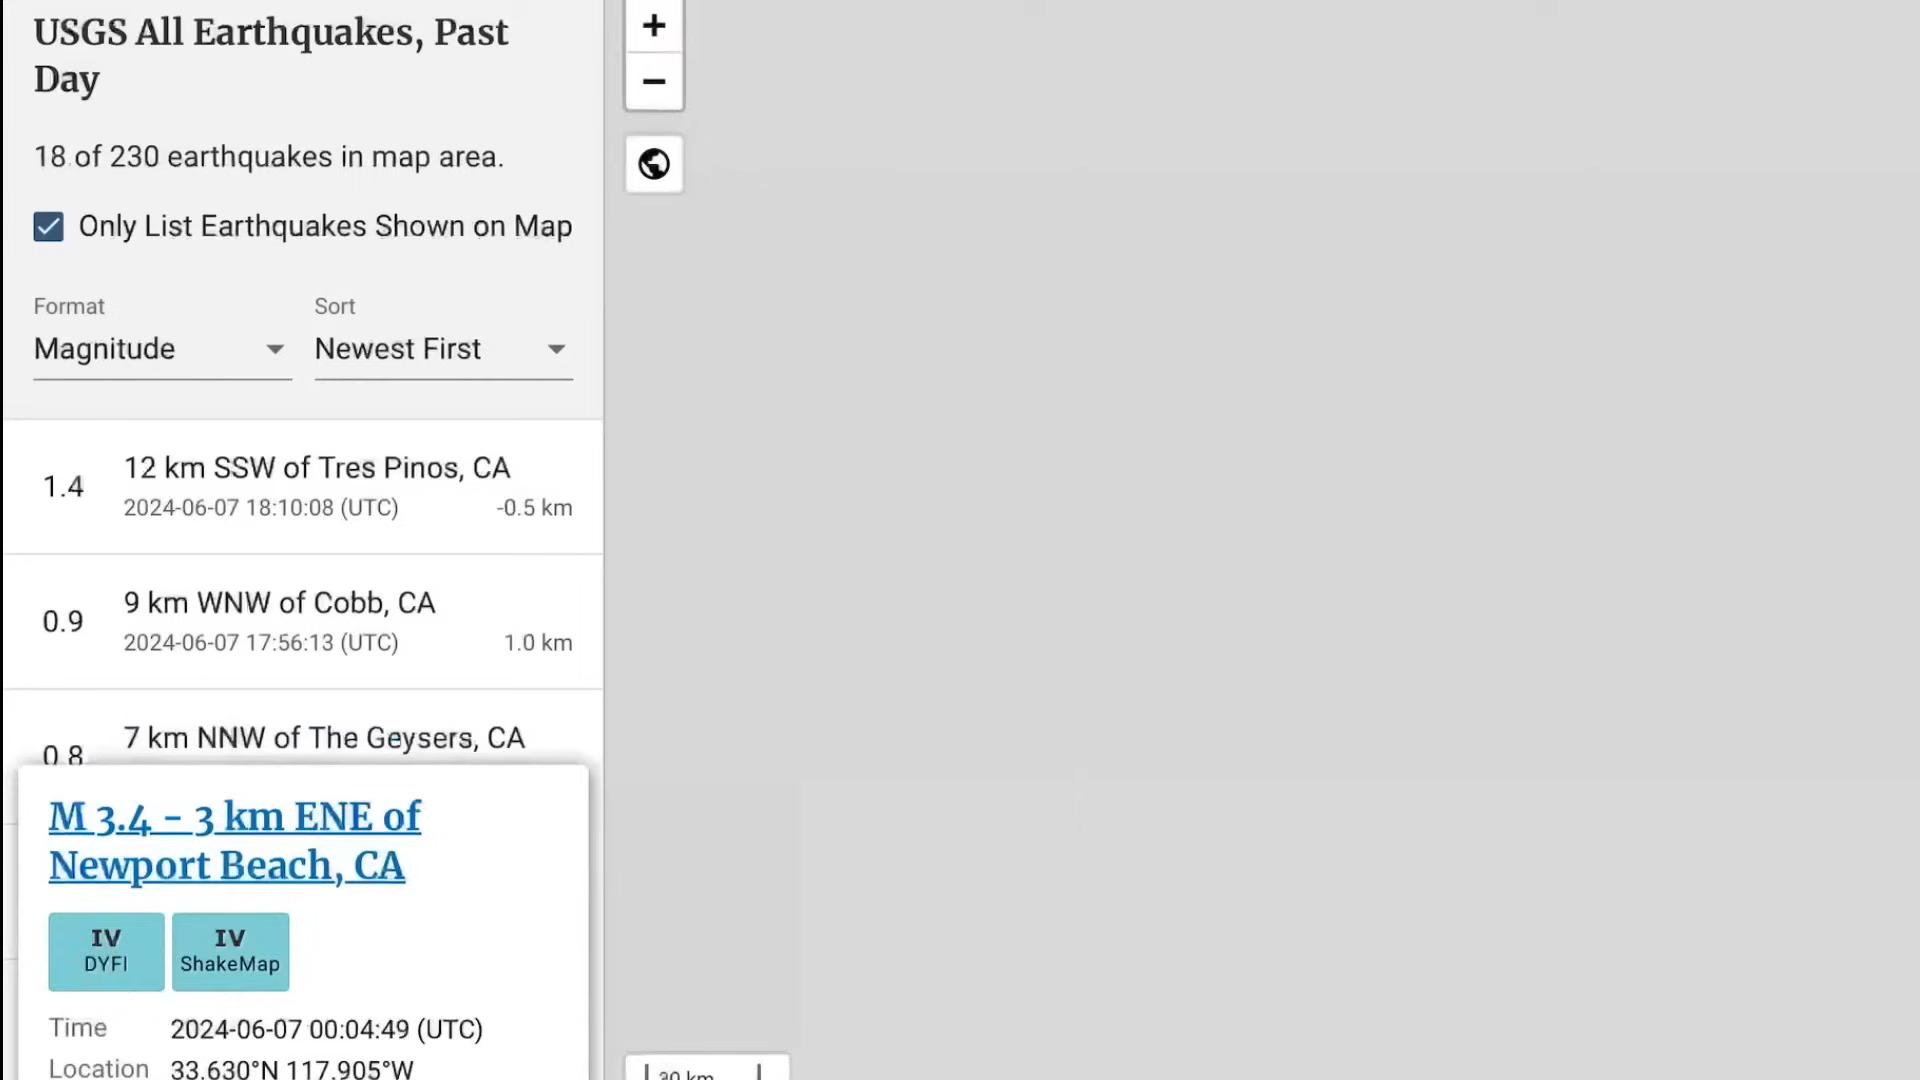 USGS All Earthquakes, Past
Day
18 of 230 earthquakes in map area.
Only List Earthquakes Shown on Map
Format
Sort
Magnitude
Newest First
1.4
12 km SSW of Tres Pinos, CA
2024-06-07 18:10:08 (UTC)
-0.5 km
0.9
9 km WNW of Cobb, CA
2024-06-07 17:56:13 (UTC)
1.0 km
0.8
7 km NNW of The Geysers, CA
M 3.4 - 3 km ENE of
Newport Beach, CA
IV
DYFI
IV
ShakeMap
Time
2024-06-07 00:04:49 (UTC)
Location
33.630°N 117.905°W
+
−
30 km